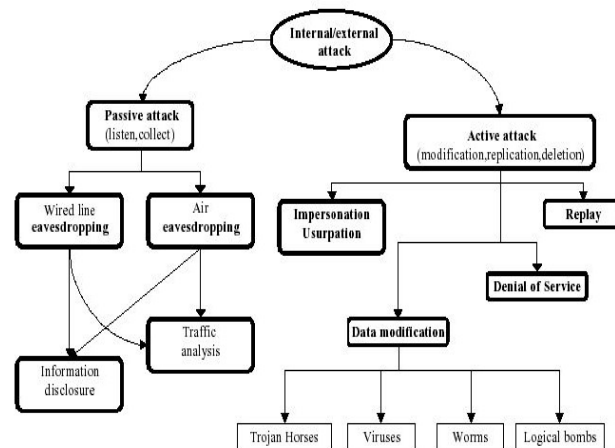 Internal/external
attack
Passive attack
(listen,collect)
Active attack
(modification,replication,deletion)
Wired line
eavesdropping
Air
eavesdropping
Impersonation
Usurpation
Replay
Denial of Service
Data modification
Traffic
analysis
Information
disclosure
Trojan Horses
Viruses
Worms
Logical bombs